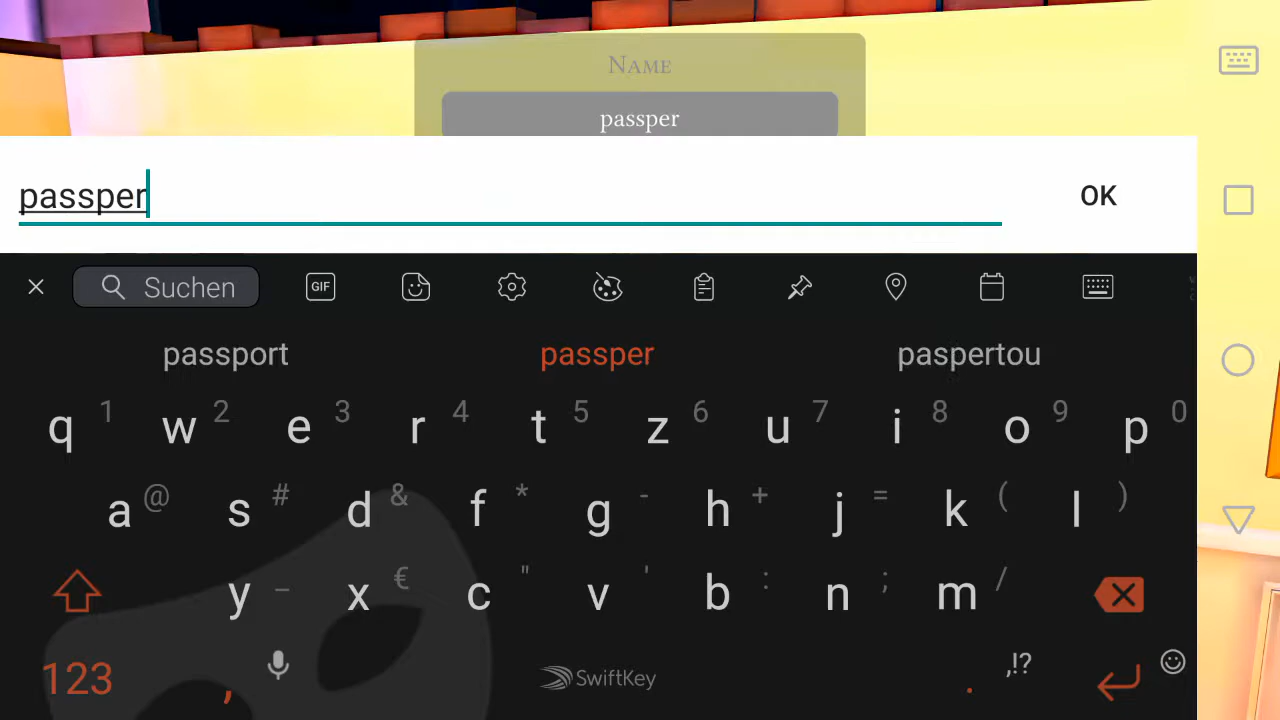 NAME
passper
passper
OK
Suchen
GIF
passport passper paspertou
q 1 w 2 e 3 r 4 t 5 z 6 u 7 i 8 o 9 p 0
a @ s # d & f * g - h + j = k ( l )
y _ x € c " v ' b : n ; m /
123 , SwiftKey . ,!?